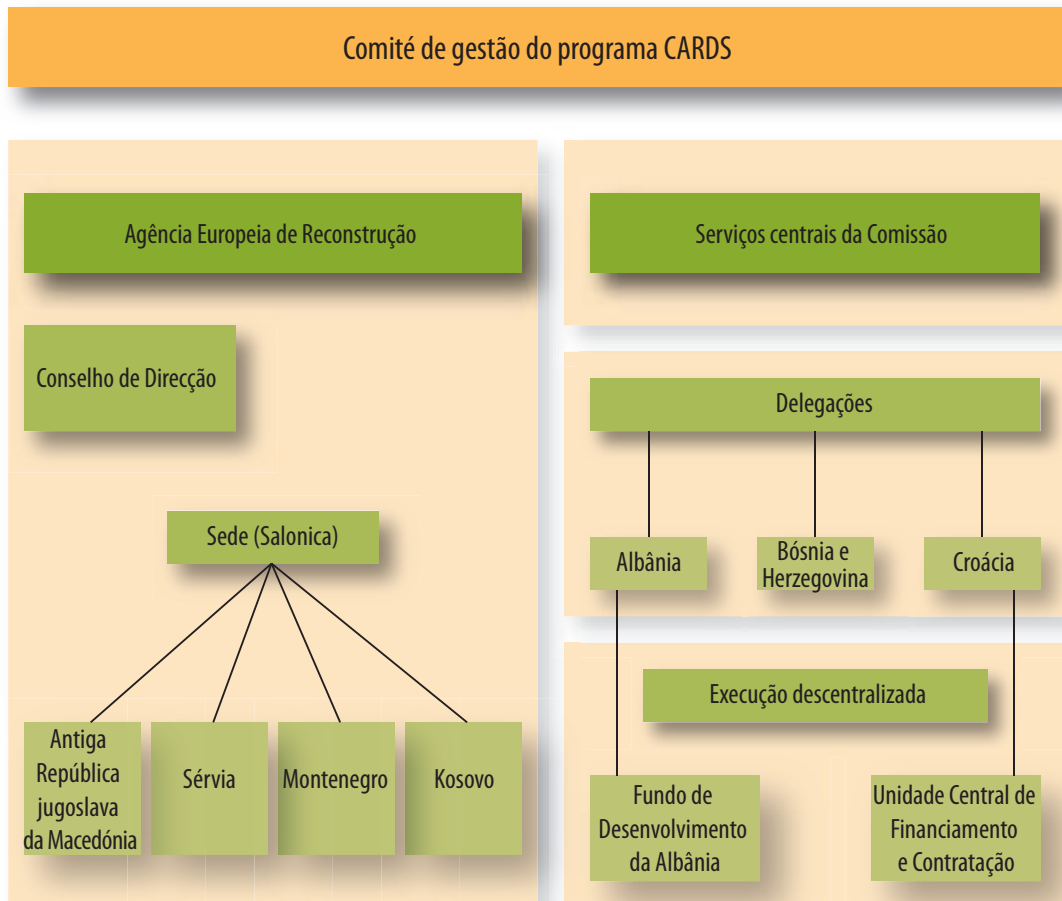 Comité de gestão do programa CARDS
Agência Europeia de Reconstrução
Conselho de Direcção
Sede (Salonica)
Antiga
República
jugoslava
da Macedónia
Sérvia
Montenegro
Kosovo
Serviços centrais da Comissão
Delegações
Albânia
Bósnia e
Herzegovina
Croácia
Execução descentralizada
Fundo de
Desenvolvimento
da Albânia
Unidade Central de
Financiamento
e Contratação